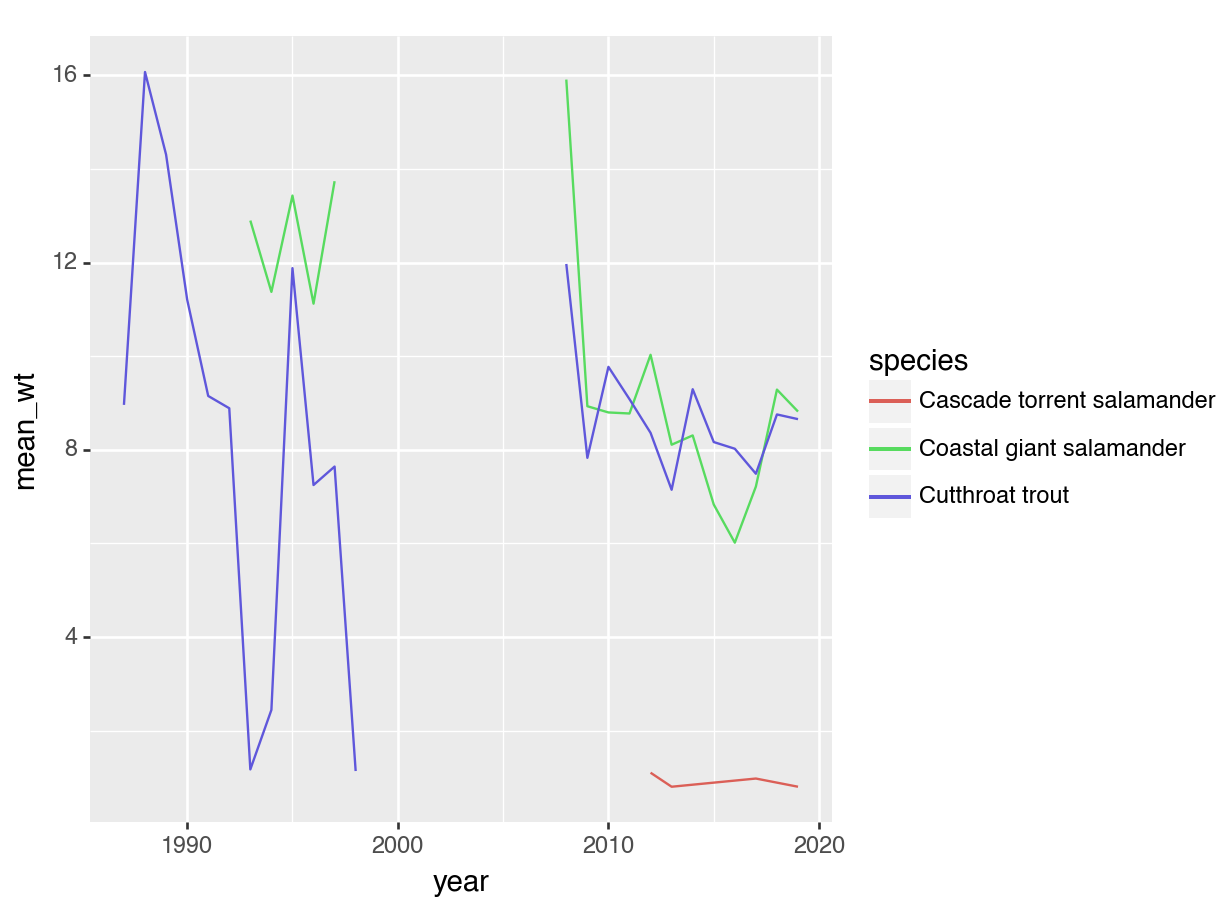 16
12
8
4
mean_wt
1990
2000
2010
2020
year
species
Cascade torrent salamander
Coastal giant salamander
Cutthroat trout